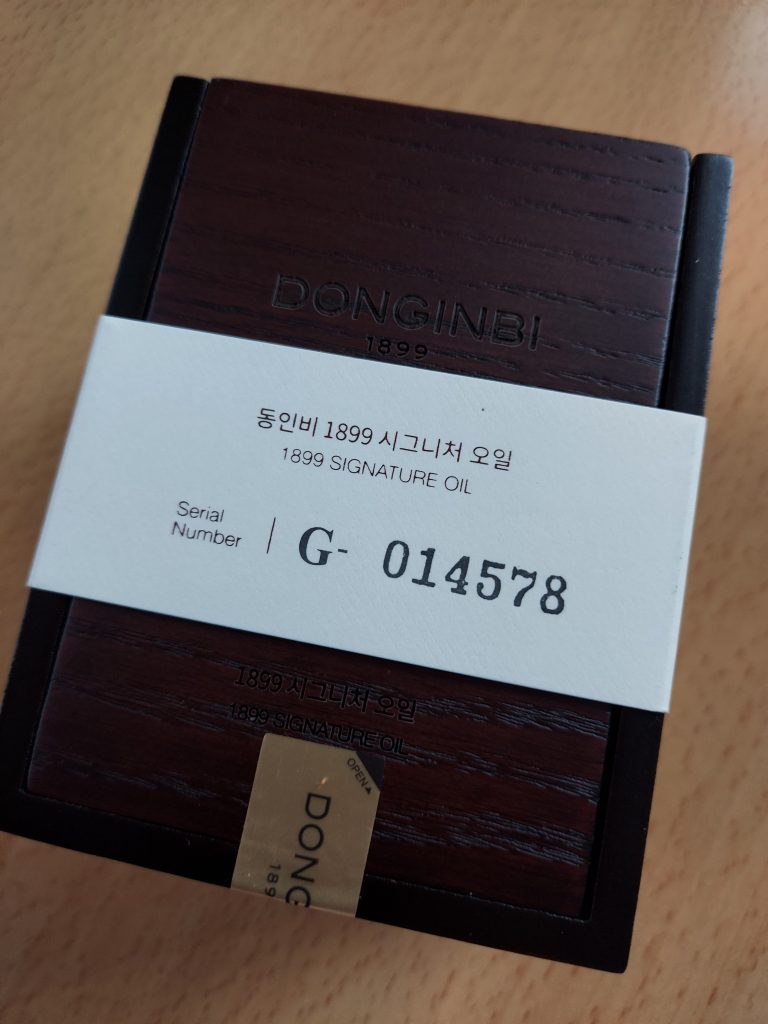 DONGINBI
1899
동인비 1899 시그니처 오일
1899 SIGNATURE OIL
Serial
Number
G- 014578
1899 시그니처 오일
1899 SIGNATURE OIL
OPEN▲
DONG
189